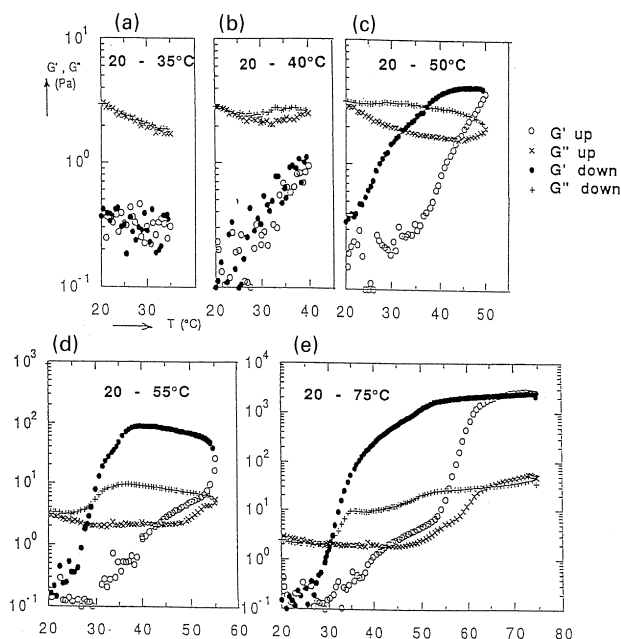 (a) (b) (c)
10¹
G', G"
(Pa)
20 - 35°C 20 - 40°C 20 - 50°C
10⁰
10⁻¹
G' up
G" up
G' down
G" down
20 30 20 30 40 20 30 40 50
T (°C)
(d) (e)
10³ 10⁴
20 - 55°C 20 - 75°C
10² 10³
10¹ 10²
10¹
10⁰ 10⁰
10⁻¹ 10⁻¹
20 30 40 50 60 20 30 40 50 60 70 80